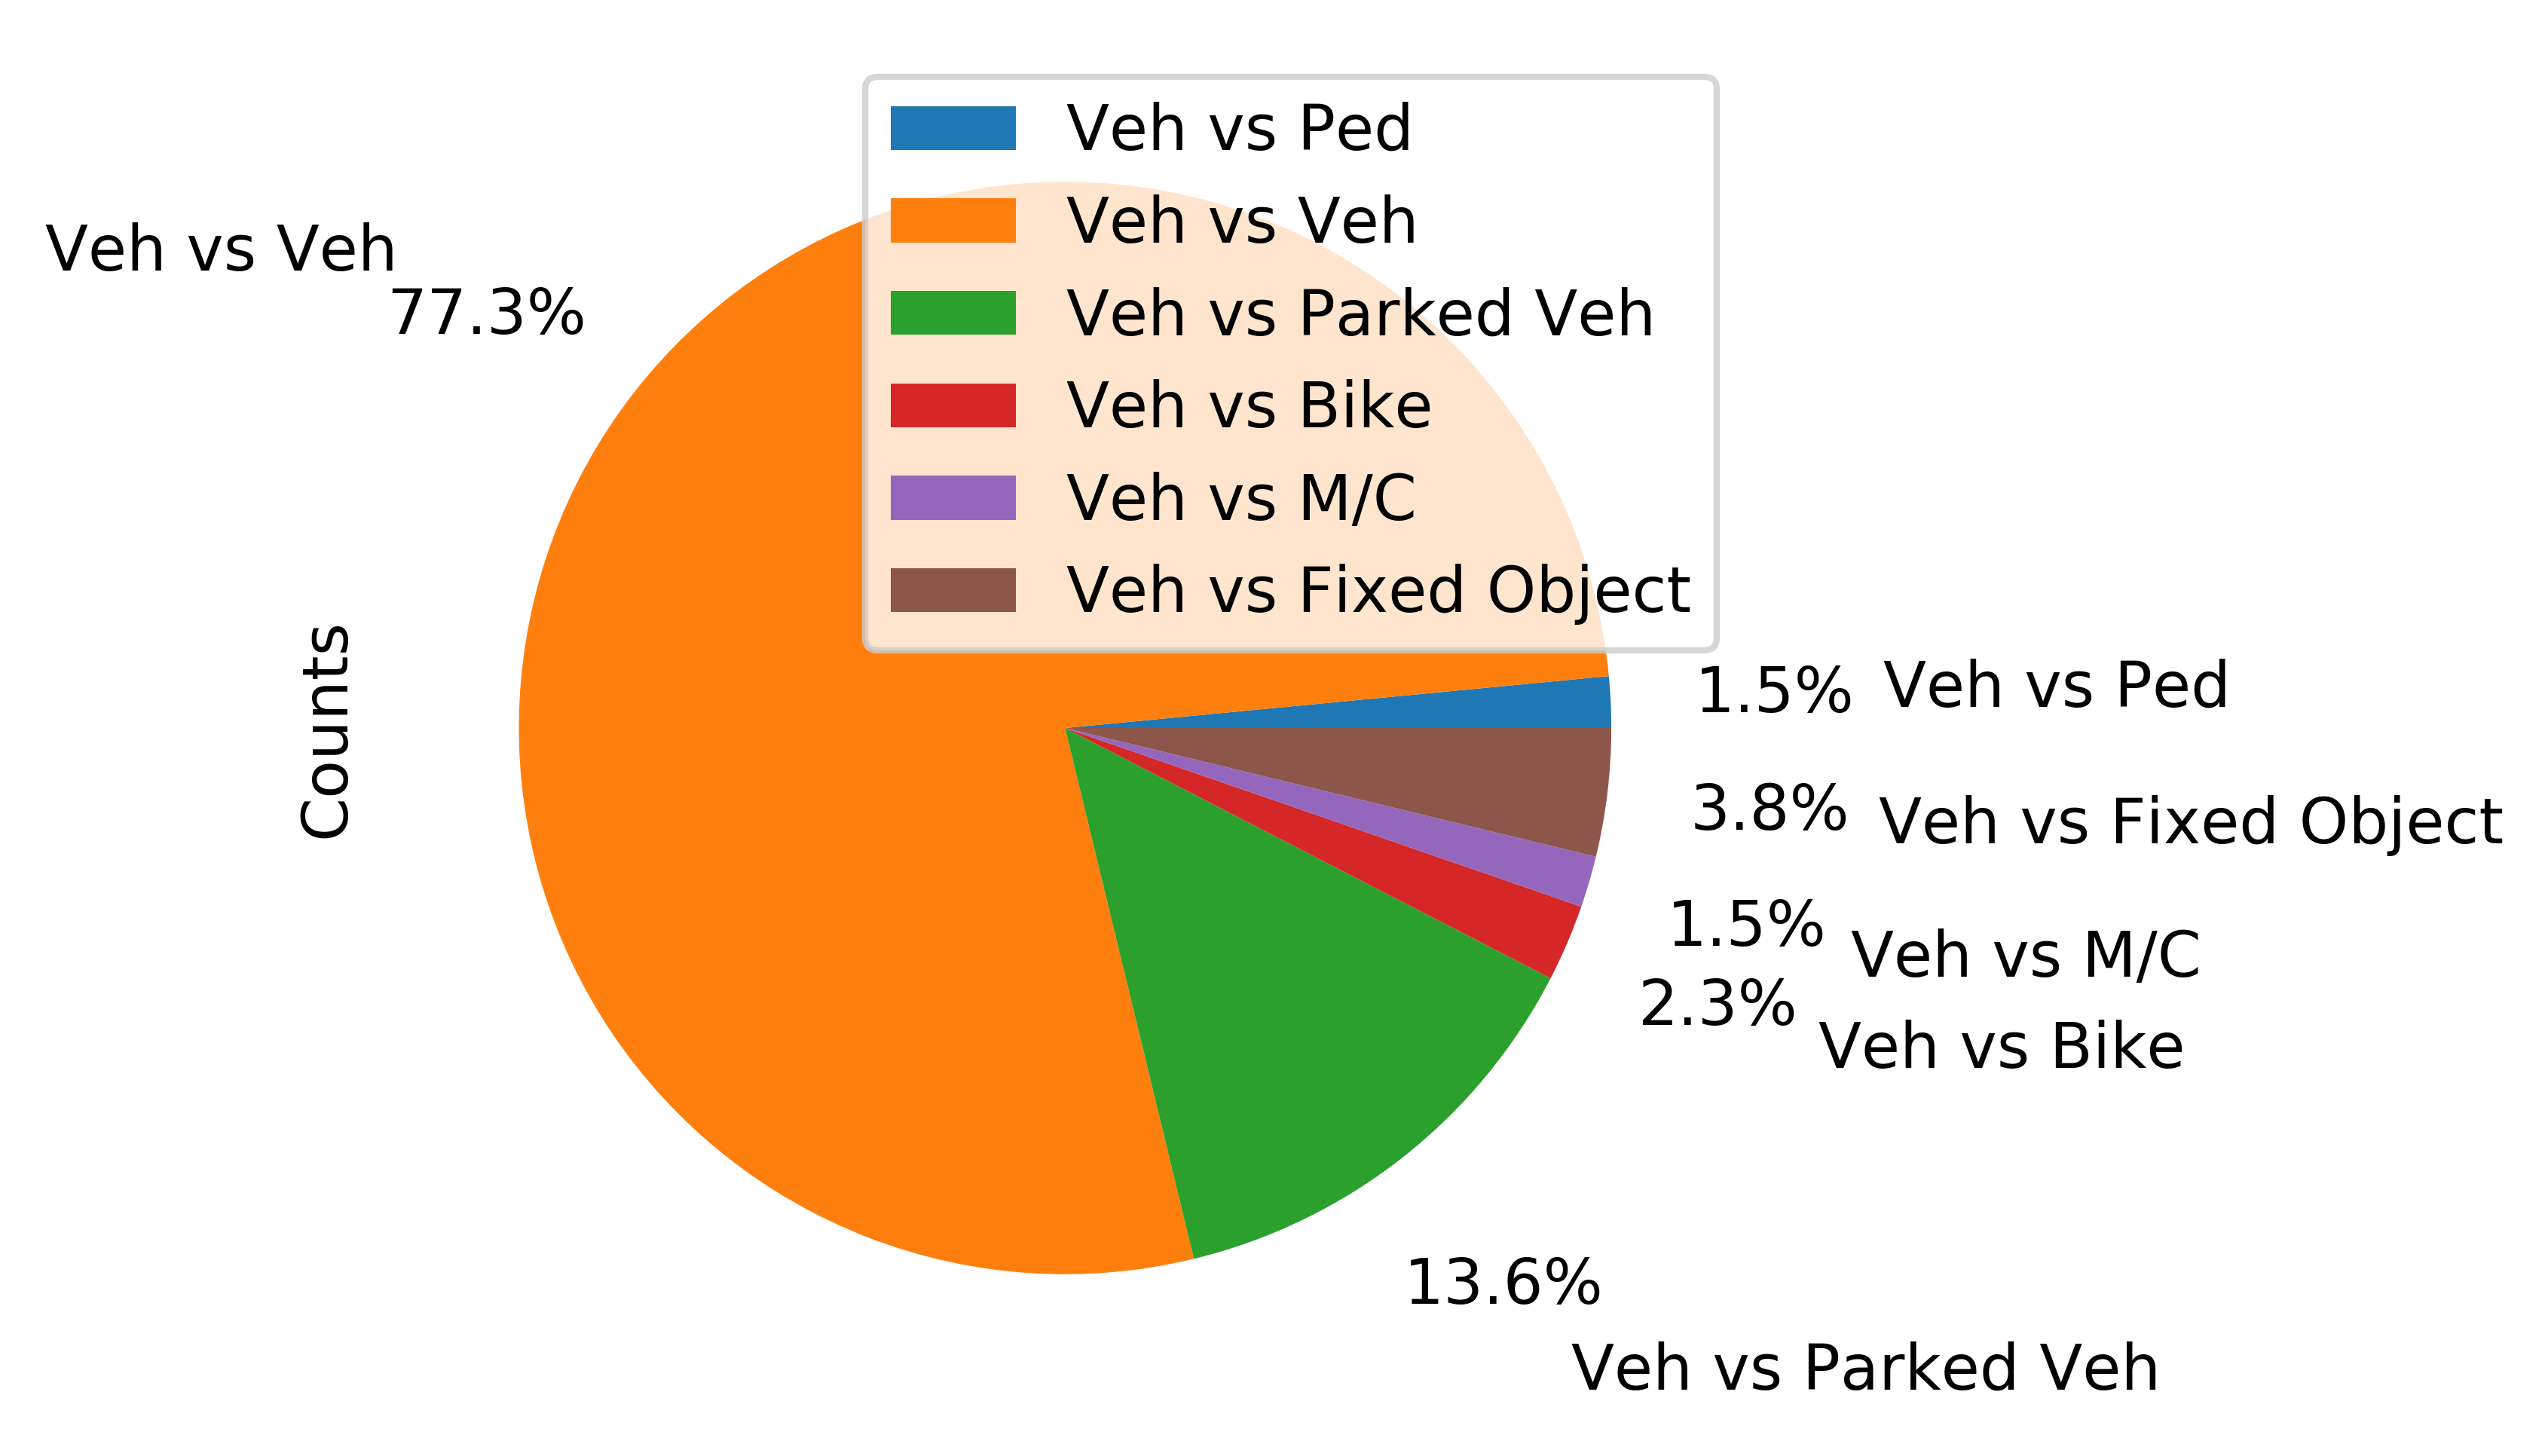 Veh vs Ped
Veh vs Veh
Veh vs Parked Veh
Veh vs Bike
Veh vs M/C
Veh vs Fixed Object
Veh vs Veh
77.3%
Counts
1.5%
Veh vs Ped
3.8%
Veh vs Fixed Object
1.5%
Veh vs M/C
2.3%
Veh vs Bike
13.6%
Veh vs Parked Veh